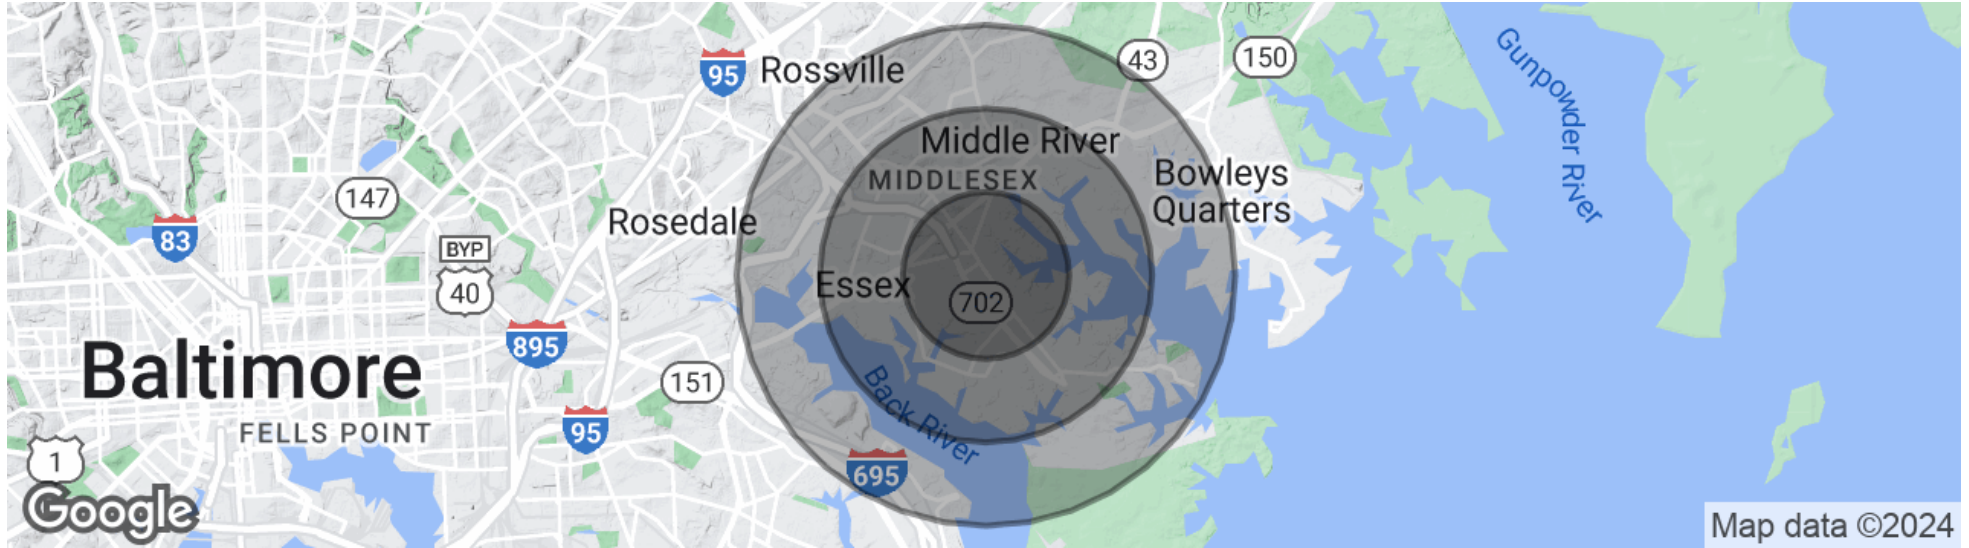 43
150
95
Rossville
Gunpowder River
Middle River
MIDDLESEX
Bowleys
Quarters
147
Rosedale
83
BYP
40
Essex
702
895
Baltimore
151
Back River
FELLS POINT
95
1
695
Google
Map data ©2024